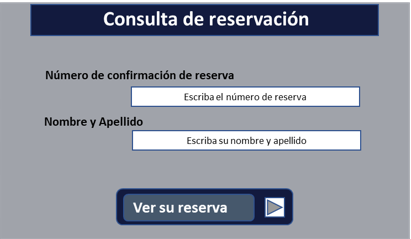 Consulta de reservación
Número de confirmación de reserva
Escriba el número de reserva
Nombre y Apellido
Escriba su nombre y apellido
Ver su reserva